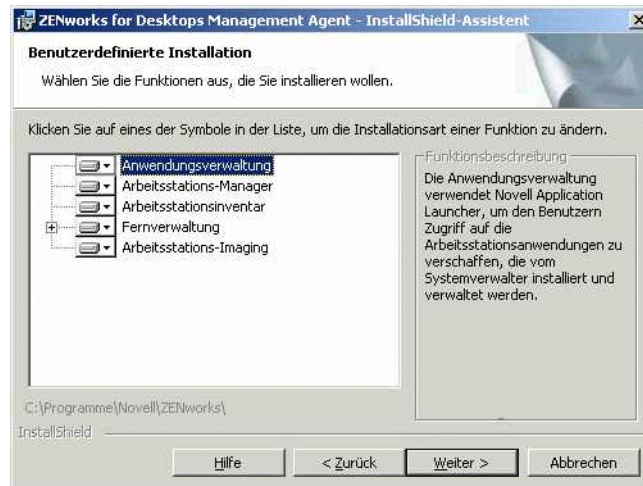 ZENworks for Desktops Management Agent - InstallShield-Assistent
Benutzerdefinierte Installation
Wählen Sie die Funktionen aus, die Sie installieren wollen.
Klicken Sie auf eines der Symbole in der Liste, um die Installationsart einer Funktion zu ändern.
Anwendungsverwaltung
Arbeitsstations-Manager
Arbeitsstationsinventar
Fernverwaltung
Arbeitsstations-Imaging
Funktionsbeschreibung
Die Anwendungsverwaltung
verwendet Novell Application
Launcher, um den Benutzern
Zugriff auf die
Arbeitsstationsanwendungen zu
verschaffen, die vom
Systemverwalter installiert und
verwaltet werden.
C:\Programme\Novell\ZENworks\
InstallShield
Hilfe
< Zurück
Weiter >
Abbrechen